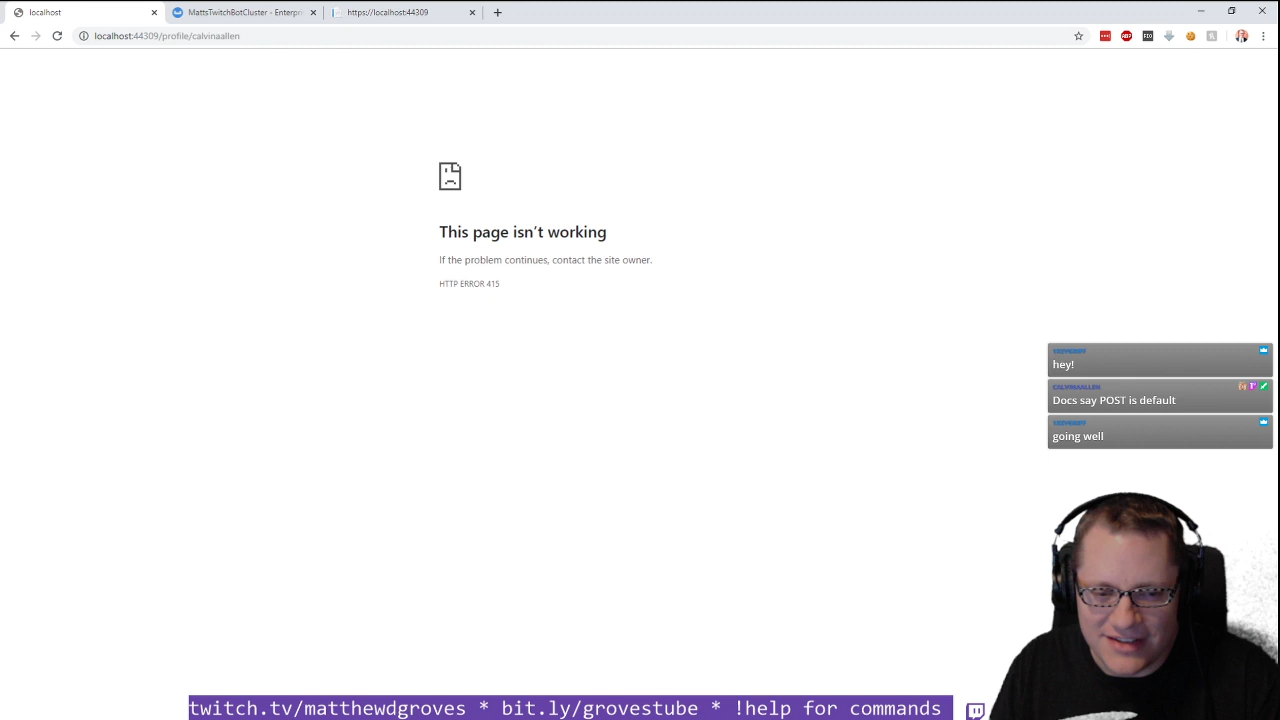 localhost
MattsTwitchBotCluster - Enterpri
https://localhost:44309
localhost:44309/profile/calvinaallen
This page isn't working
If the problem continues, contact the site owner.
HTTP ERROR 415
hey!
CALVINAALLEN
Docs say POST is default
going well
twitch.tv/matthewdgroves * bit.ly/grovestube * !help for commands